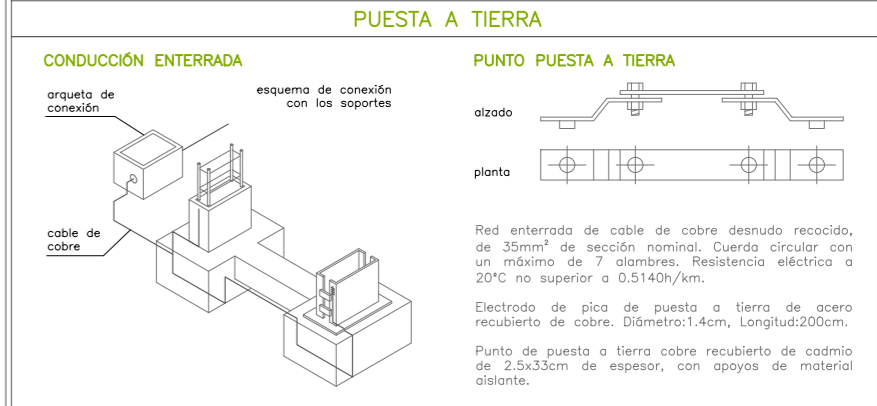 PUESTA A TIERRA
CONDUCCIÓN ENTERRADA
arqueta de
conexión
esquema de conexión
con los soportes
cable de
cobre
PUNTO PUESTA A TIERRA
alzado
planta
Red enterrada de cable de cobre desnudo recocido,
de 35mm² de sección nominal. Cuerda circular con
un máximo de 7 alambres. Resistencia eléctrica a
20°C no superior a 0.5140h/km.
Electrodo de pica de puesta a tierra de acero
recubierto de cobre. Diámetro:1.4cm, Longitud:200cm.
Punto de puesta a tierra cobre recubierto de cadmio
de 2.5x33cm de espesor, con apoyos de material
aislante.